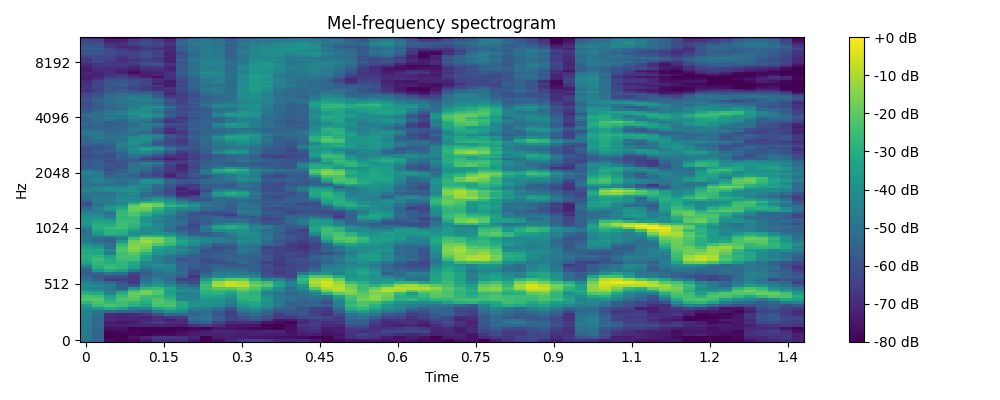 Mel-frequency spectrogram
Hz
8192
4096
2048
1024
512
0
0 0.15 0.3 0.45 0.6 0.75 0.9 1.1 1.2 1.4
Time
+0 dB
-10 dB
-20 dB
-30 dB
-40 dB
-50 dB
-60 dB
-70 dB
-80 dB